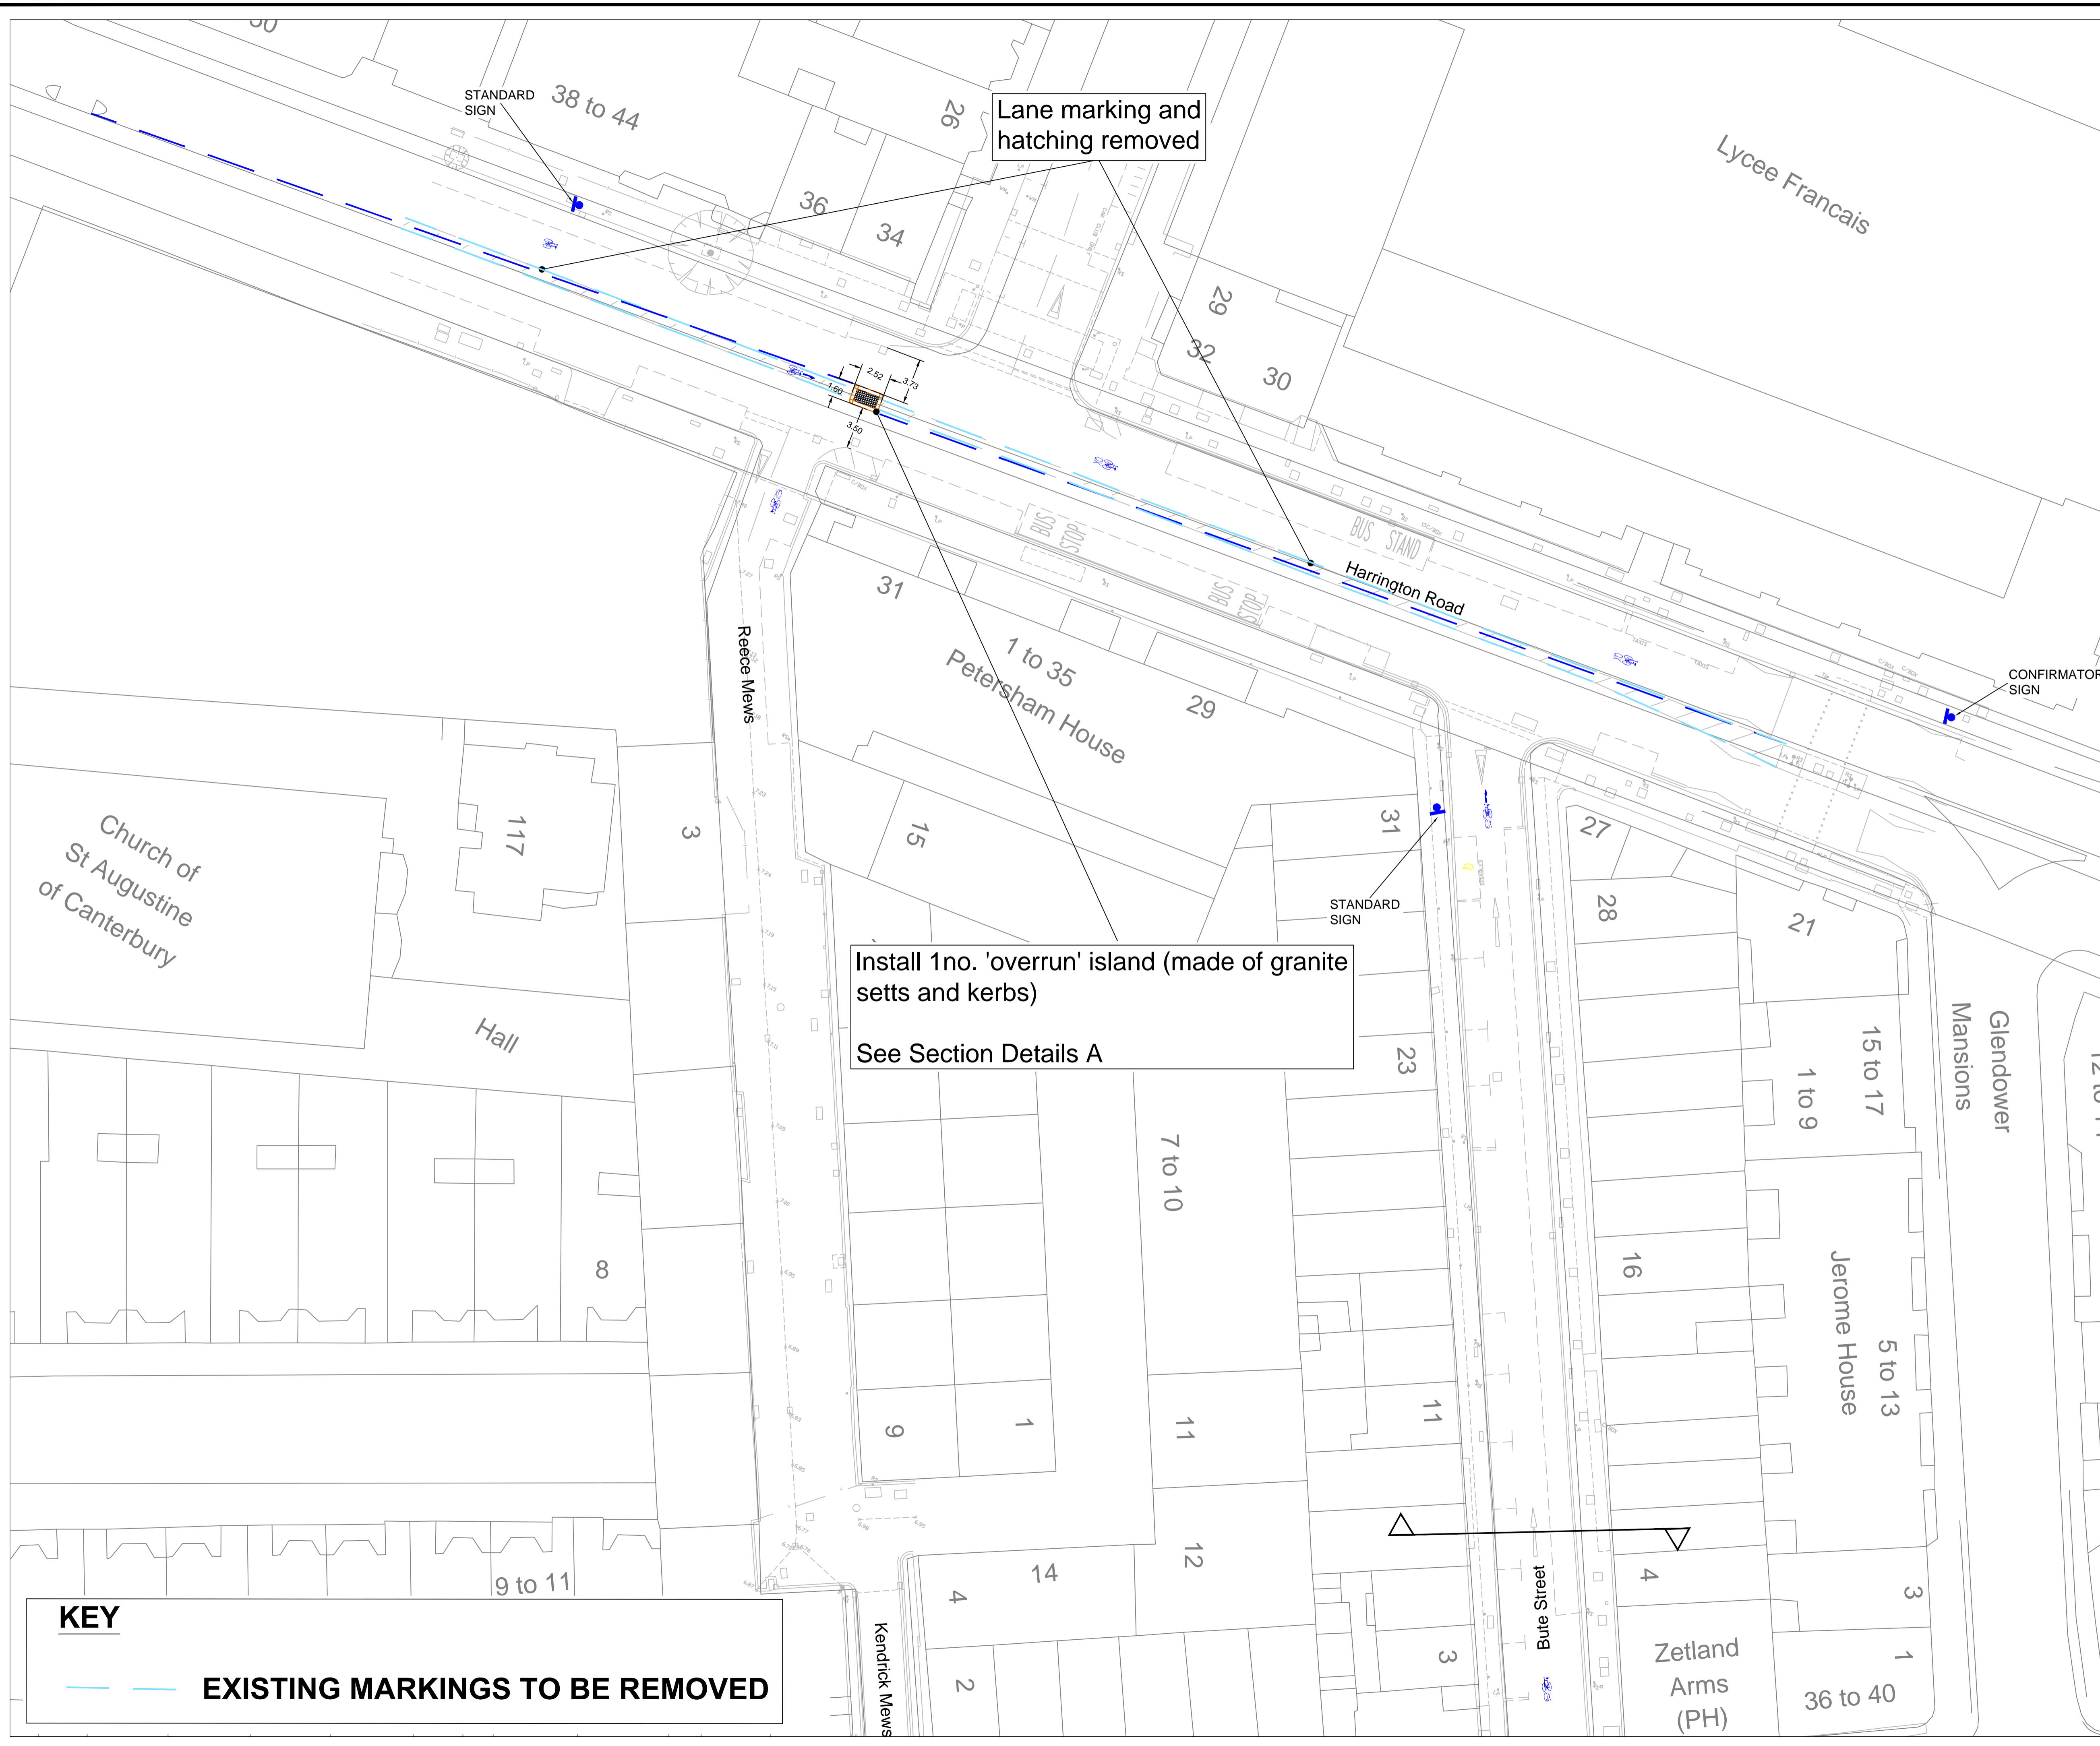 STANDARD
SIGN
38 to 44
26
Lane marking and
hatching removed
Lycee Francais
36
34
29
32
30
2.52
3.73
1.60
3.50
BUS
STOP
BUS STAND
BUS
STOP
Harrington Road
TAXIS
TAXIS
CONFIRMATOR
SIGN
31
1 to 35
Petersham House
29
Reece Mews
Church of
St Augustine
of Canterbury
117
3
15
31
27
STANDARD
SIGN
28
21
Install 1no. 'overrun' island (made of granite
setts and kerbs)
See Section Details A
Hall
23
15 to 17
1 to 9
Glendower
Mansions
7 to 10
8
16
Jerome House
5 to 13
9
1
11
11
9 to 11
14
12
4
4
3
Bute Street
Kendrick Mews
2
3
1
Zetland
Arms
(PH)
36 to 40
KEY
EXISTING MARKINGS TO BE REMOVED